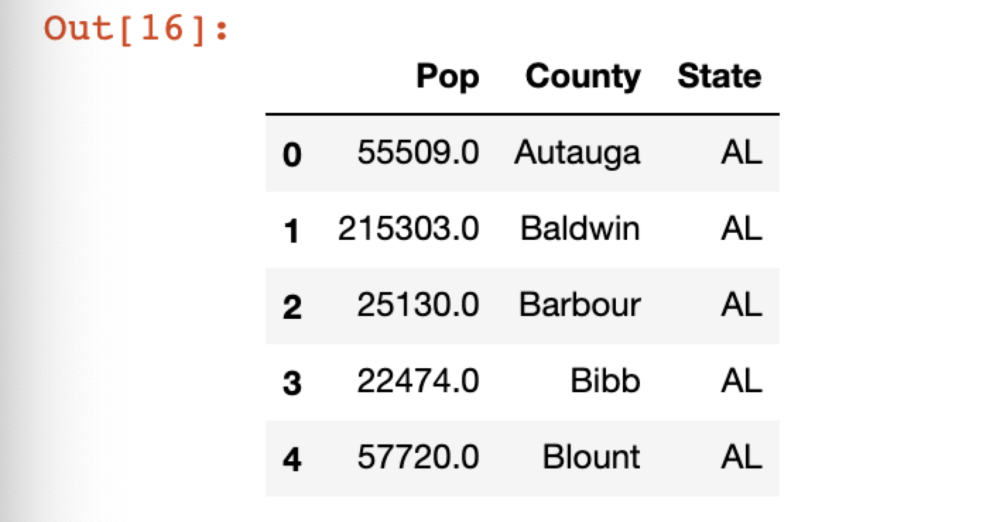 Out[16]:
Pop County State
0 55509.0 Autauga AL
1 215303.0 Baldwin AL
2 25130.0 Barbour AL
3 22474.0 Bibb AL
4 57720.0 Blount AL